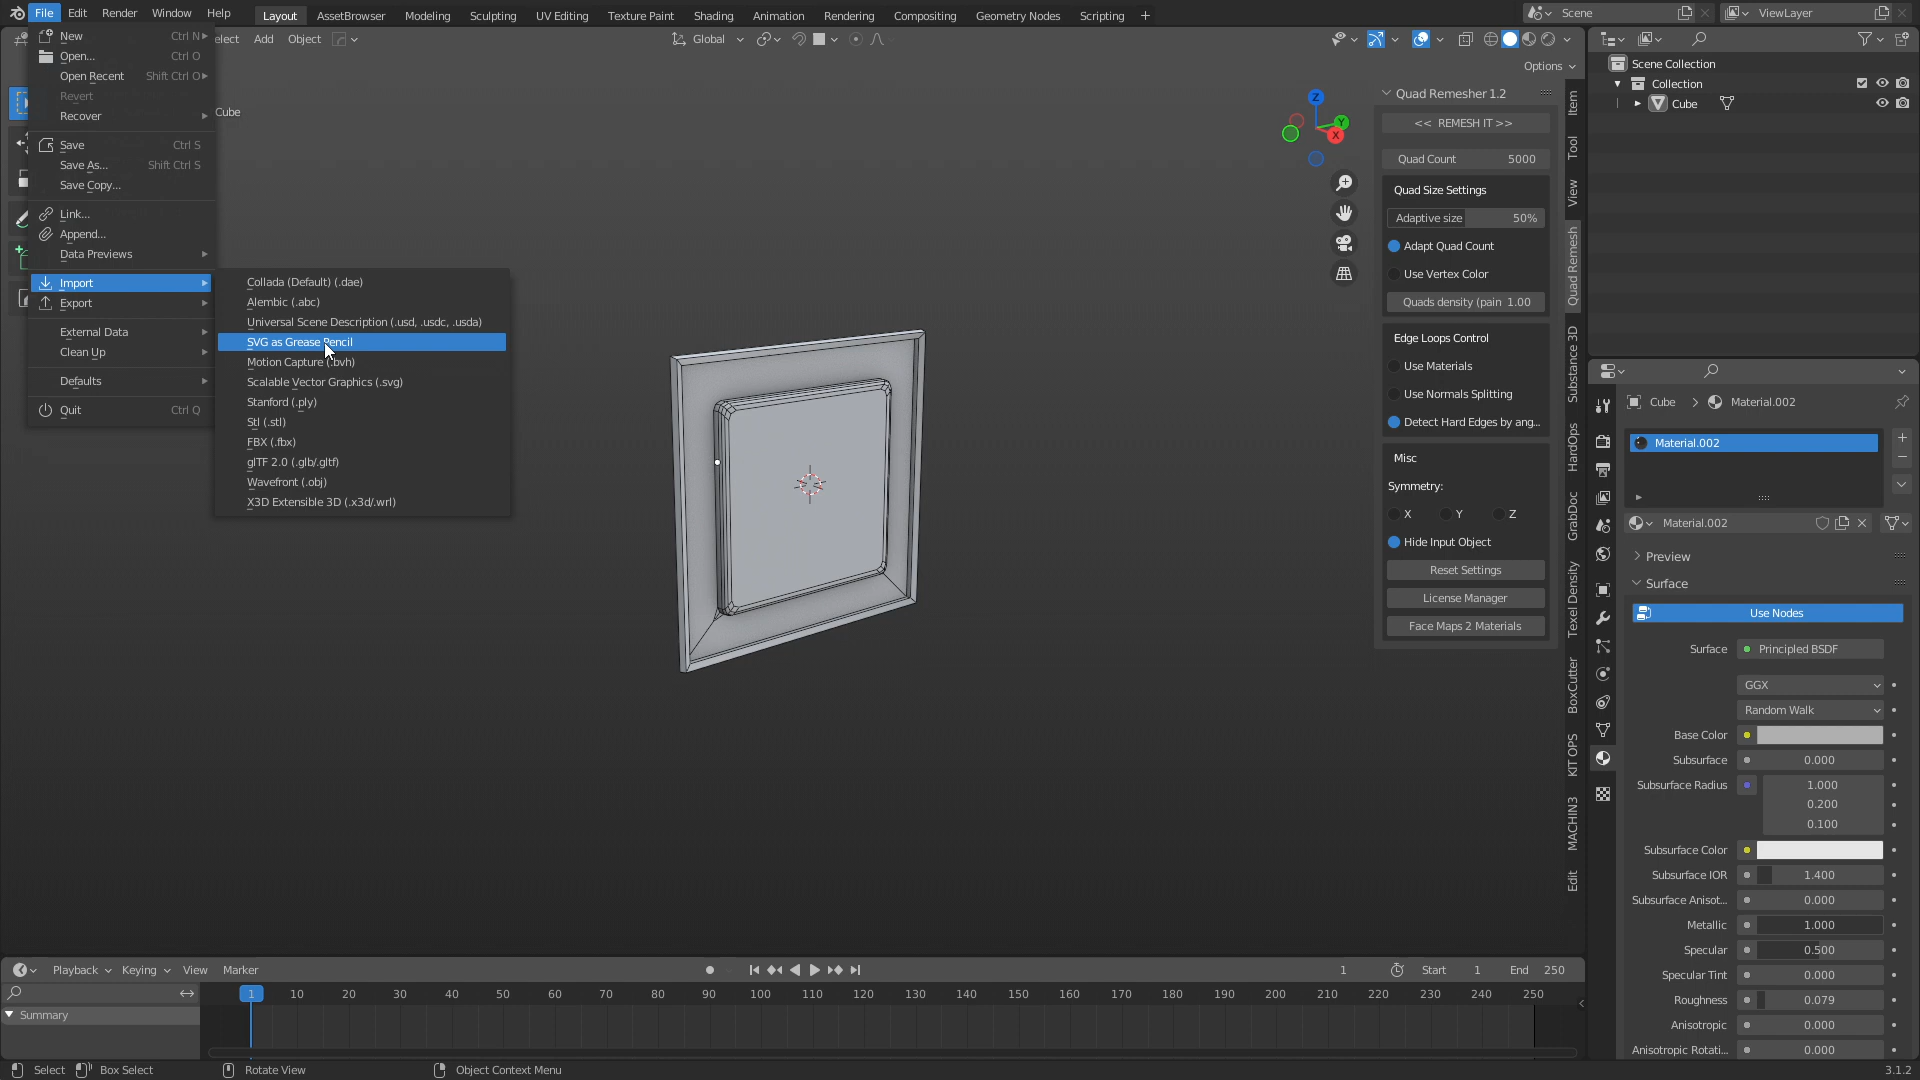 File Edit Render Window Help Layout AssetBrowser Modeling Sculpting UV Editing Texture Paint Shading Animation Rendering Compositing Geometry Nodes Scripting + Scene ViewLayer
New Ctrl N
Open... Ctrl O
Open Recent Shift Ctrl O
Revert
Recover
Save Ctrl S
Save As... Shift Ctrl S
Save Copy...
Link...
Append...
Data Previews
Import
Export
External Data
Clean Up
Defaults
Quit Ctrl Q
Collada (Default) (.dae)
Alembic (.abc)
Universal Scene Description (.usd, .usdc, .usda)
SVG as Grease Pencil
Motion Capture (.bvh)
Scalable Vector Graphics (.svg)
Stanford (.ply)
Stl (.stl)
FBX (.fbx)
glTF 2.0 (.glb/.gltf)
Wavefront (.obj)
X3D Extensible 3D (.x3d/.wrl)
elect Add Object Global
Options
Cube
Z
Y
X
Quad Remesher 1.2
<< REMESH IT >>
Quad Count 5000
Quad Size Settings
Adaptive size 50%
Adapt Quad Count
Use Vertex Color
Quads density (pain 1.00
Edge Loops Control
Use Materials
Use Normals Splitting
Detect Hard Edges by ang...
Misc
Symmetry:
X Y Z
Hide Input Object
Reset Settings
License Manager
Face Maps 2 Materials
Item
Tool
View
Quad Remesh
Substance 3D
HardOps
GrabDoc
Texel Density
BoxCutter
KIT OPS
MACHIN3
Edit
Scene Collection
Collection
Cube
Cube > Material.002
Material.002
Material.002
Preview
Surface
Use Nodes
Surface Principled BSDF
GGX
Random Walk
Base Color
Subsurface 0.000
Subsurface Radius 1.000
0.200
0.100
Subsurface Color
Subsurface IOR 1.400
Subsurface Anisot... 0.000
Metallic 1.000
Specular 0.500
Specular Tint 0.000
Roughness 0.079
Anisotropic 0.000
Anisotropic Rotati... 0.000
Playback Keying View Marker 1 Start 1 End 250
1 10 20 30 40 50 60 70 80 90 100 110 120 130 140 150 160 170 180 190 200 210 220 230 240 250
Summary
Select Box Select Rotate View Object Context Menu 3.1.2